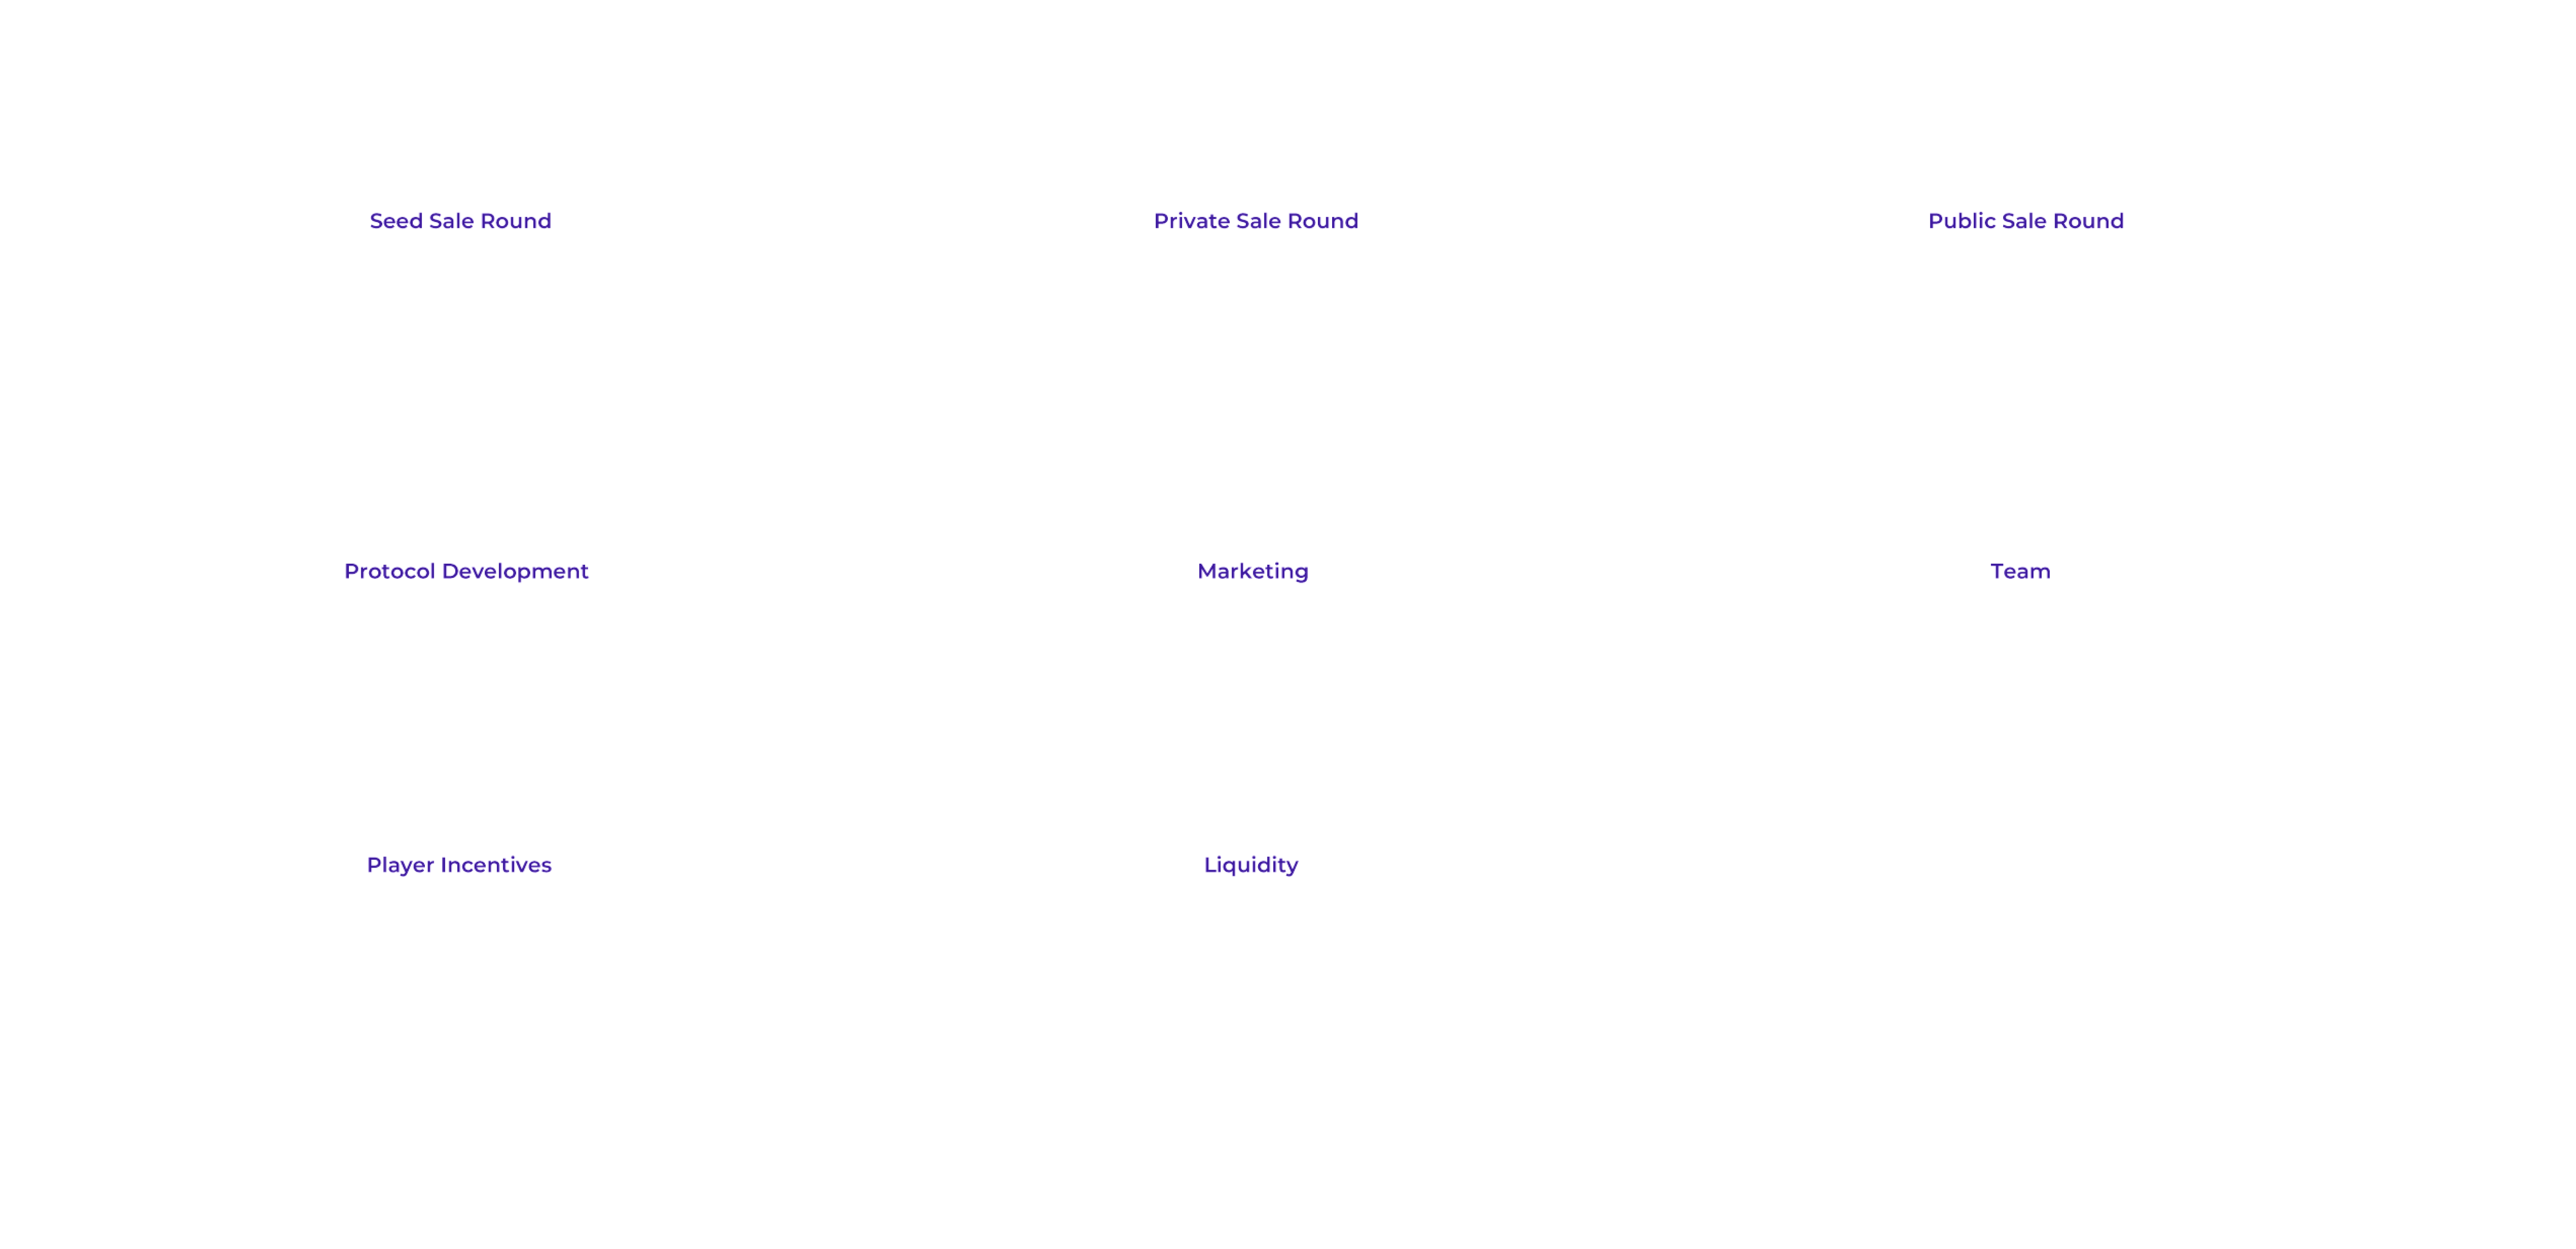 Seed Sale Round
Private Sale Round
Public Sale Round
Protocol Development
Marketing
Team
Player Incentives
Liquidity